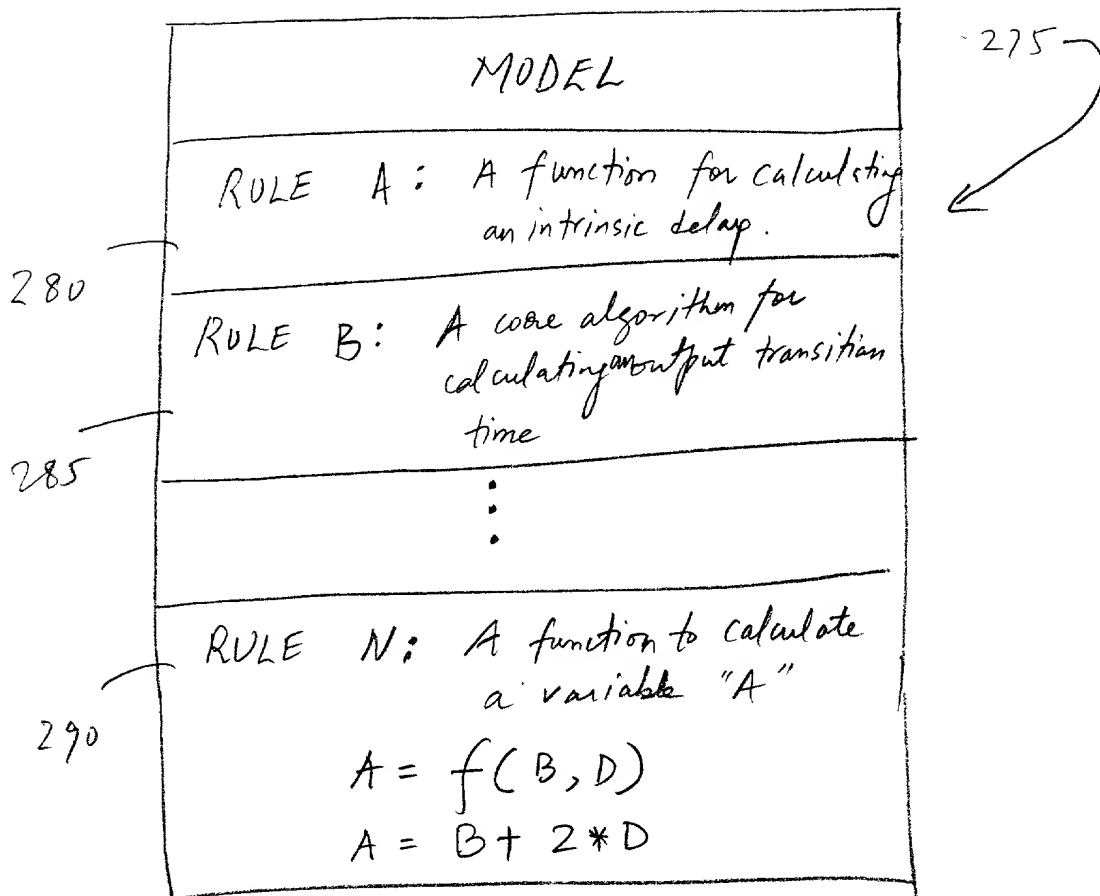 MODEL
275
RULE A: A function for calculating
an intrinsic delay.
280
RULE B: A core algorithm for
calculating an output transition
time
285
RULE N: A function to calculate
a variable "A"
290
A = f(B, D)
A = B + 2 * D